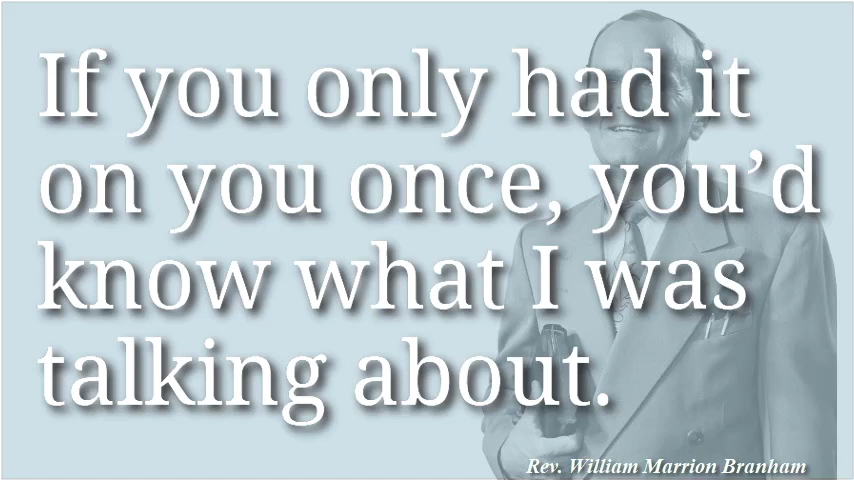 If you only had it
on you once, you’d
know what I was
talking about.
Rev. William Marrion Branham